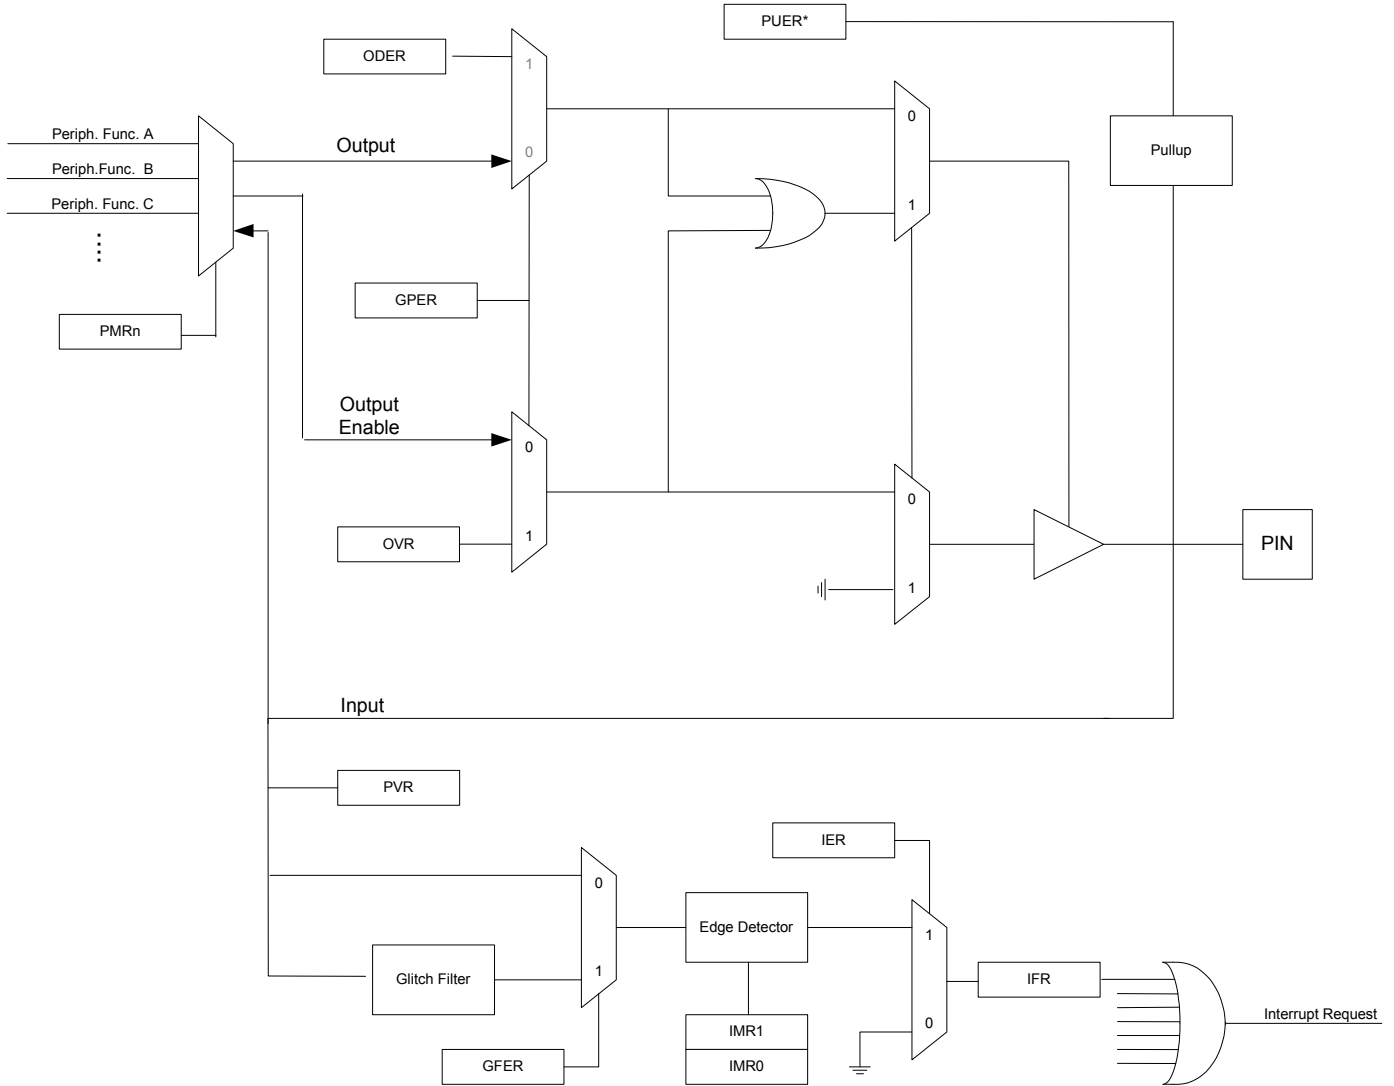 PUER*
ODER
1
0
Pullup
Periph. Func. A
Output
0
Periph.Func.  B
Periph. Func. C
1
GPER
PMRn
Output
Enable
0
OVR
1
0
1
PIN
Input
PVR
IER
0
Edge Detector
1
Glitch Filter
1
IFR
Interrupt Request
IMR1
0
GFER
IMR0